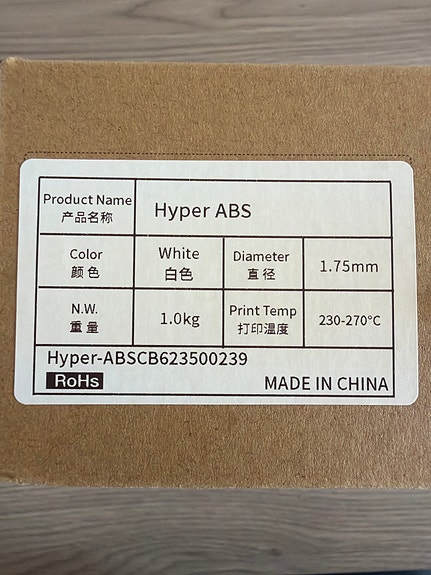 Product Name
产品名称
Hyper ABS
Color
颜色
White
白色
Diameter
直径
1.75mm
N.W.
重量
1.0kg
Print Temp
打印温度
230-270°C
Hyper-ABSCB623500239
RoHs
MADE IN CHINA